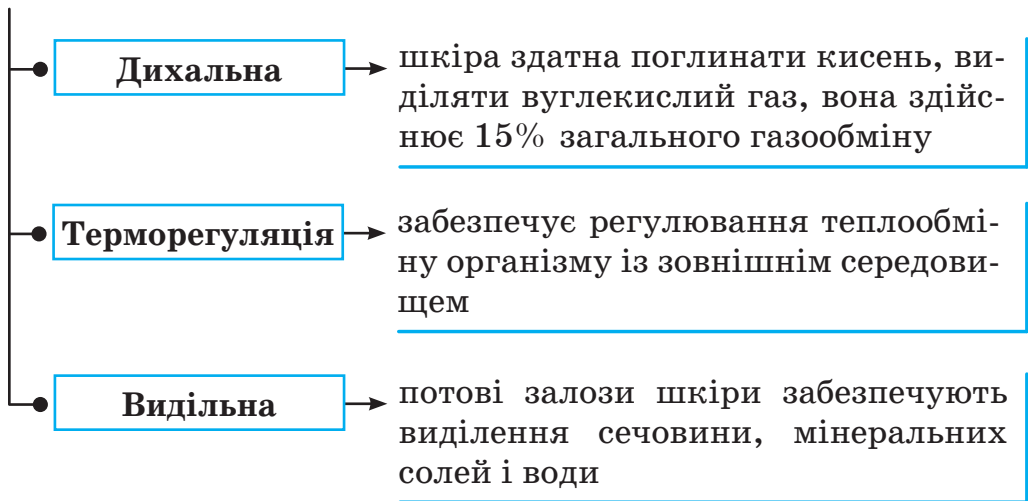 Дихальна
шкіра здатна поглинати кисень, ви-
діляти вуглекислий газ, вона здійс-
нює 15% загального газообміну
Терморегуляція
забезпечує регулювання теплообмі-
ну організму із зовнішнім середови-
щем
Видільна
потові залози шкіри забезпечують
виділення сечовини, мінеральних
солей і води